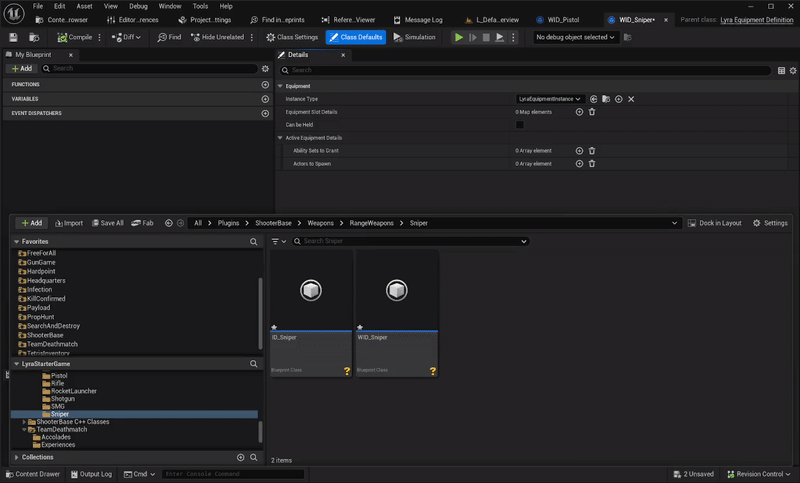 File Edit Asset View Debug Window Tools Help
Conte..rowser Editor ..rences Project...ttings Find in...eprints Refere...Viewer Message Log L_Defa...erview WID_Pistol WID_Sniper• Parent class: Lyra Equipment Definition
Compile Diff Find Hide Unrelated Class Settings Class Defaults Simulation No debug object selected
My Blueprint Details
Add Search Search
FUNCTIONS
VARIABLES
EVENT DISPATCHERS
Equipment
Instance Type LyraEquipmentInstance
Equipment Slot Details 0 Map elements
Can be Held
Active Equipment Details
Ability Sets to Grant 0 Array element
Actors to Spawn 0 Array element
Add Import Save All Fab All > Plugins > ShooterBase > Weapons > RangeWeapons > Sniper Dock in Layout Settings
Favorites
FreeForAll
GunGame
Hardpoint
Headquarters
Infection
KillConfirmed
Payload
PropHunt
SearchAndDestroy
ShooterBase
TeamDeathmatch
TetrisInventory
LyraStarterGame
Pistol
Rifle
RocketLauncher
Shotgun
SMG
Sniper
ShooterBase C++ Classes
TeamDeathmatch
Accolades
Experiences
Collections
Search Sniper
ID_Sniper WID_Sniper
Blueprint Class Blueprint Class
2 items
Content Drawer Output Log Cmd Enter Console Command 2 Unsaved Revision Control